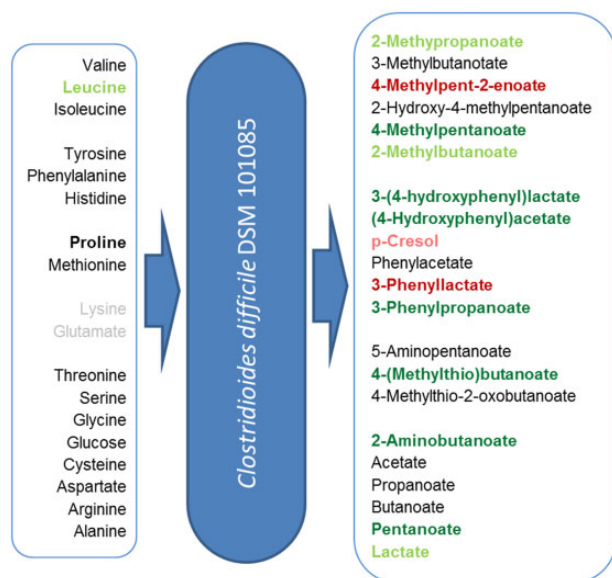 Valine
Leucine
Isoleucine
Tyrosine
Phenylalanine
Histidine
Proline
Methionine
Lysine
Glutamate
Threonine
Serine
Glycine
Glucose
Cysteine
Aspartate
Arginine
Alanine
Clostridioides difficile DSM 101085
2-Methypropanoate
3-Methylbutanotate
4-Methylpent-2-enoate
2-Hydroxy-4-methylpentanoate
4-Methylpentanoate
2-Methylbutanoate
3-(4-hydroxyphenyl)lactate
(4-Hydroxyphenyl)acetate
p-Cresol
Phenylacetate
3-Phenyllactate
3-Phenylpropanoate
5-Aminopentanoate
4-(Methylthio)butanoate
4-Methylthio-2-oxobutanoate
2-Aminobutanoate
Acetate
Propanoate
Butanoate
Pentanoate
Lactate